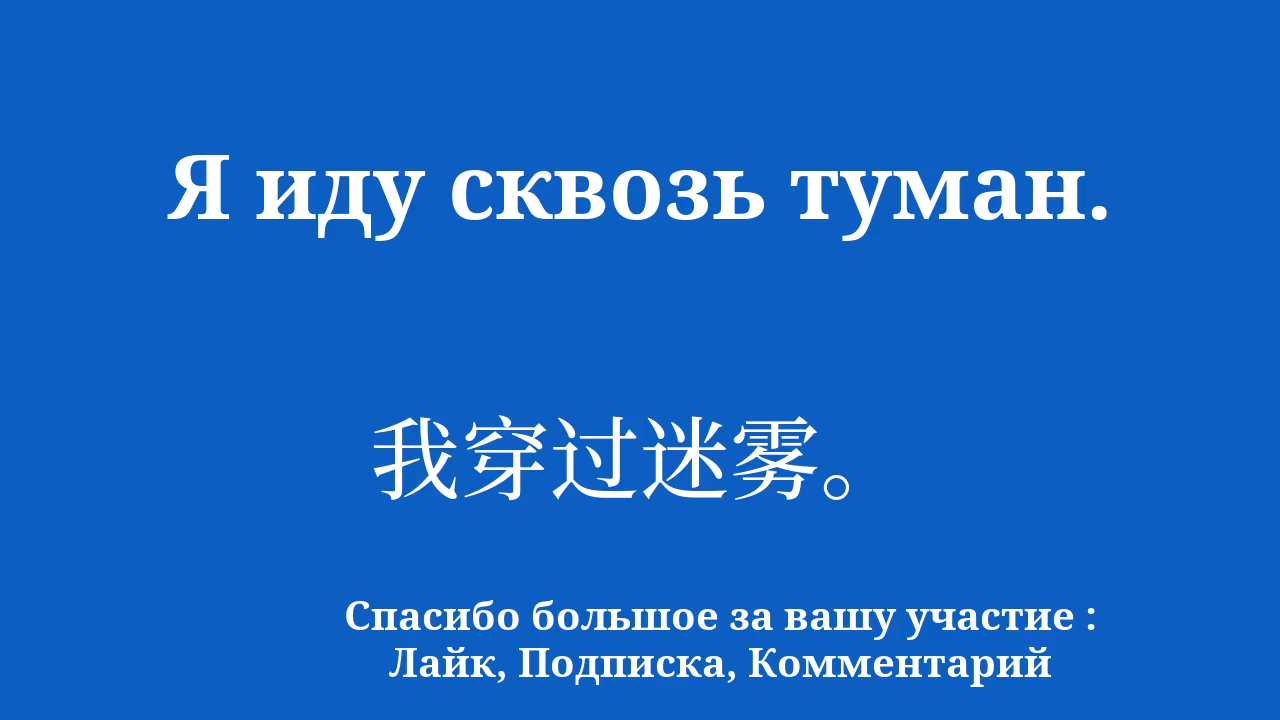 Я иду сквозь туман.
我穿过迷雾。
Спасибо большое за вашу участие :
Лайк, Подписка, Комментарий